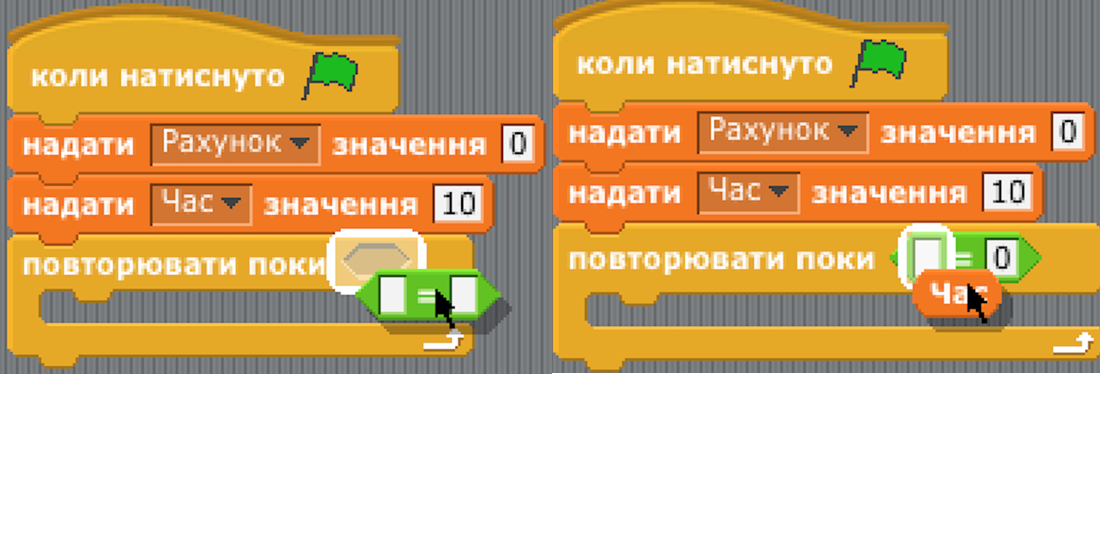 коли натиснуто
надати Рахунок значення 0
надати Час значення 10
повторювати поки
=
коли натиснуто
надати Рахунок значення 0
надати Час значення 10
повторювати поки = 0
Час